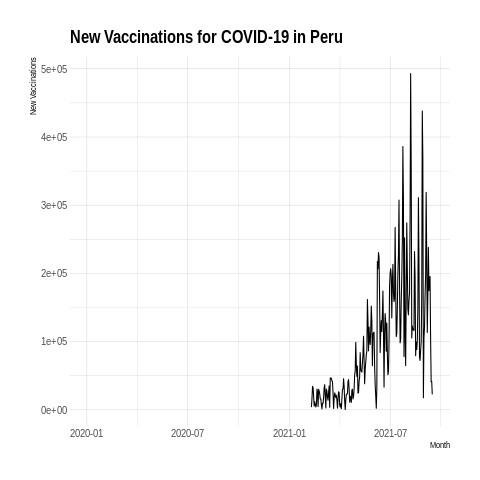 New Vaccinations for COVID-19 in Peru
New Vaccinations
5e+05
4e+05
3e+05
2e+05
1e+05
0e+00
2020-01 2020-07 2021-01 2021-07
Month